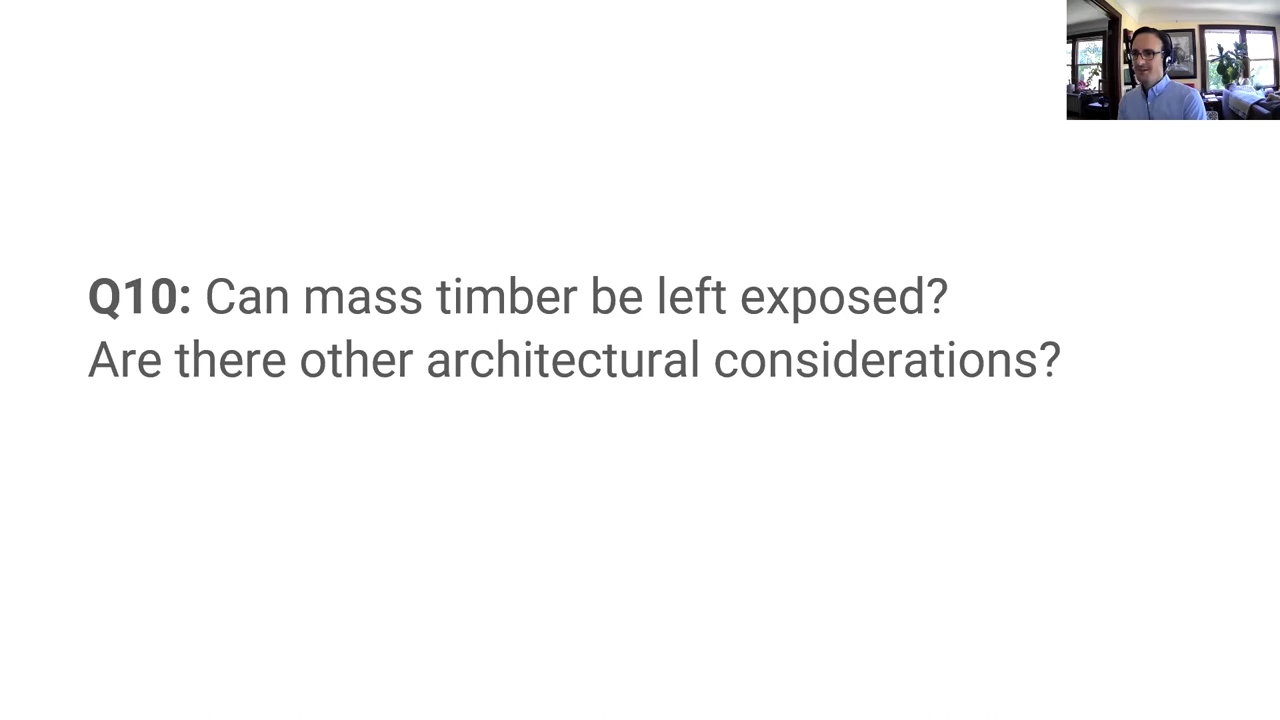 Q10: Can mass timber be left exposed?
Are there other architectural considerations?